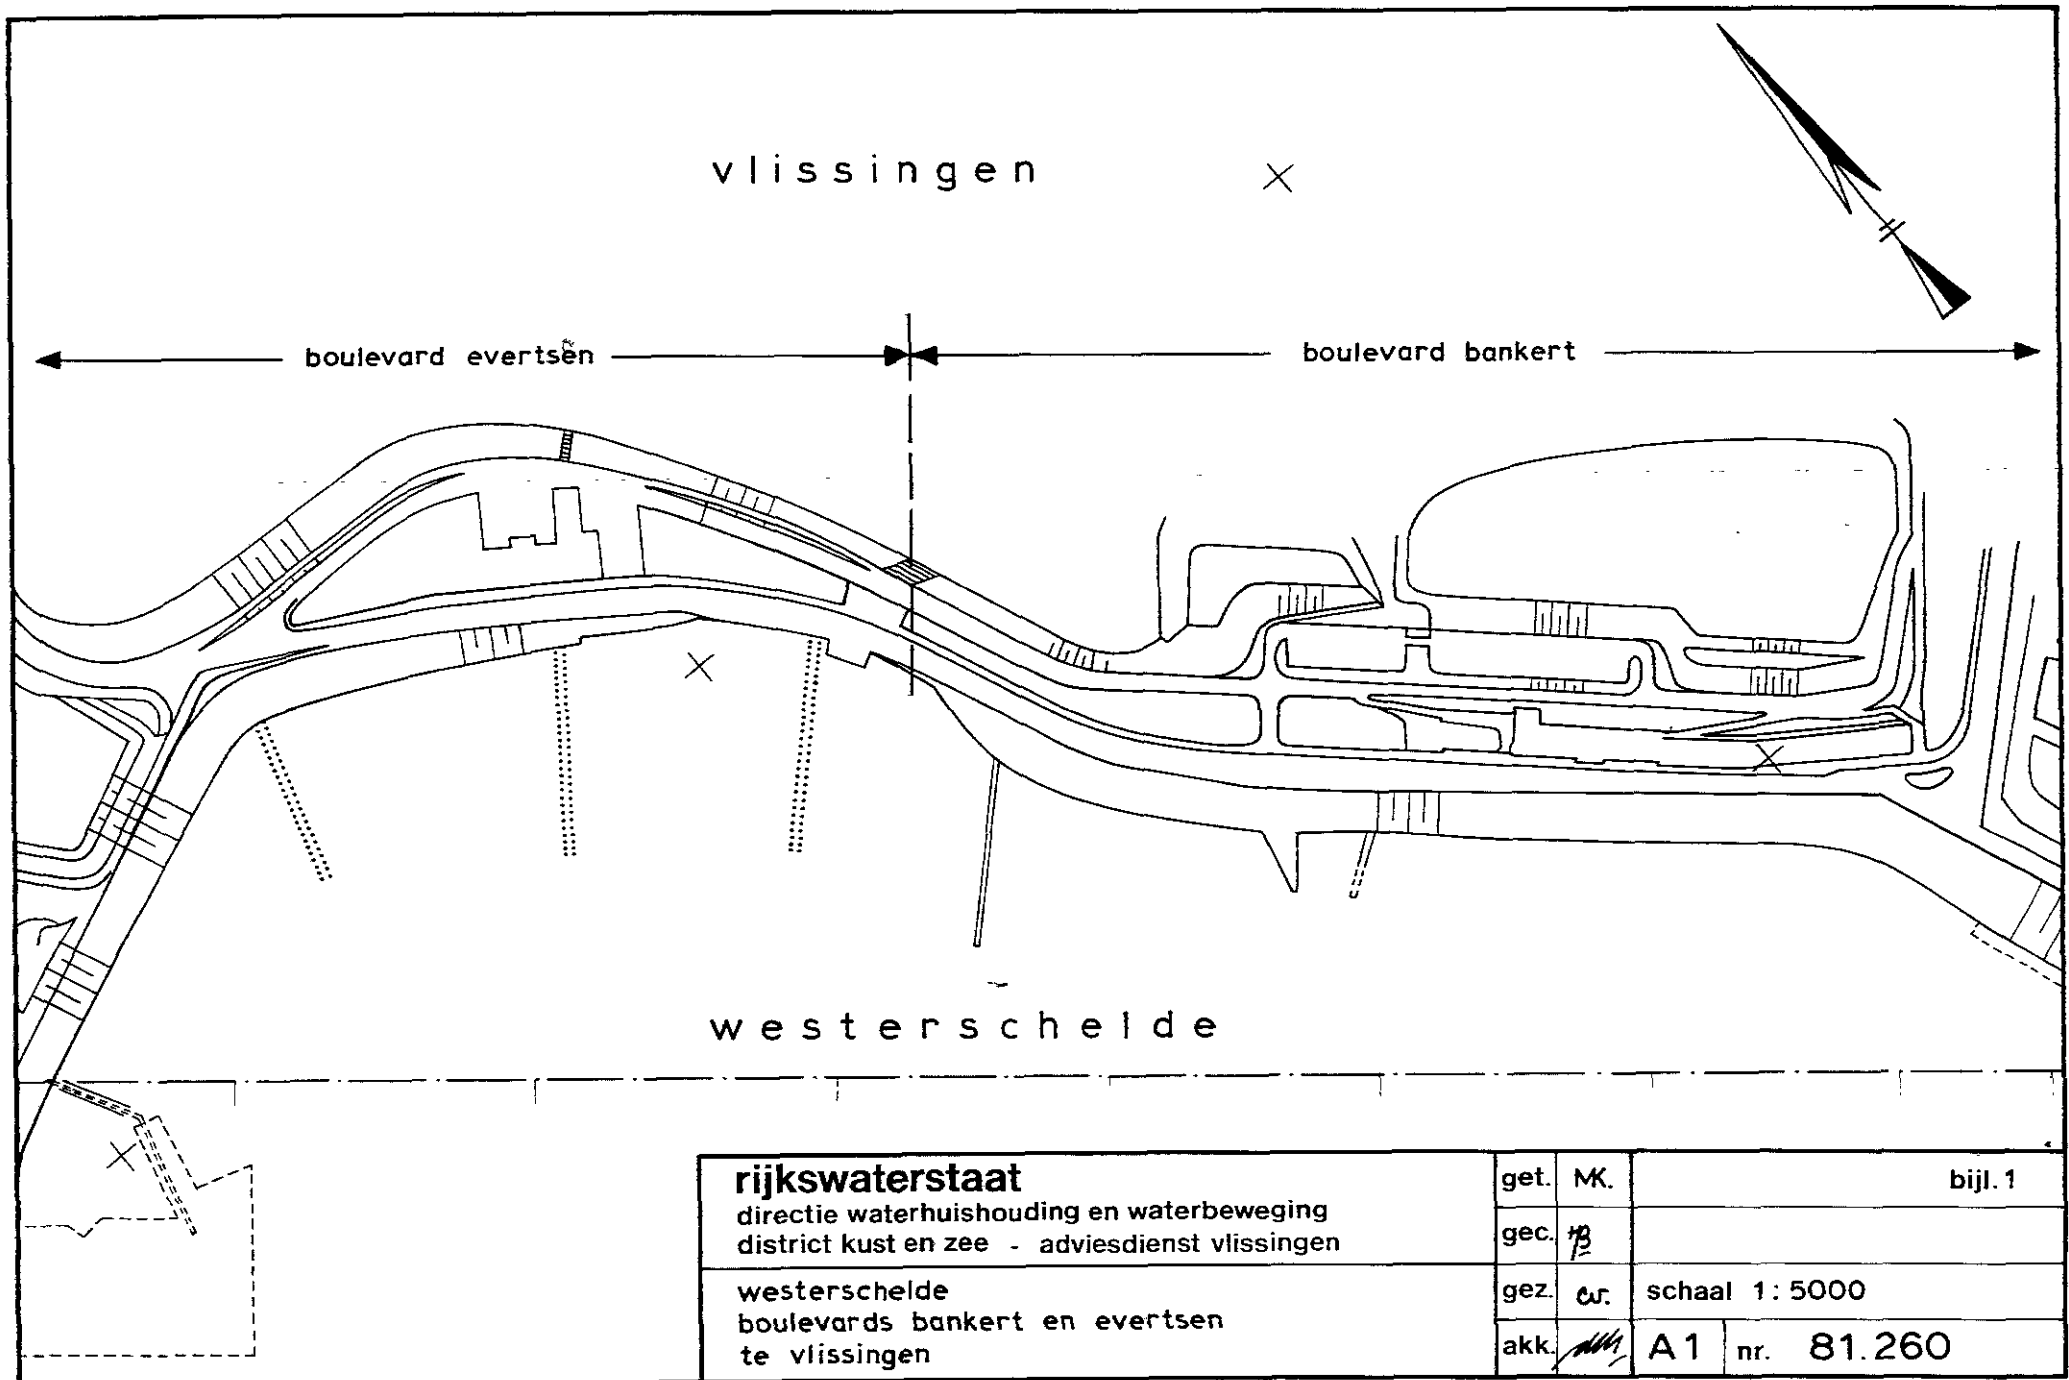 vlissingen
boulevard evertsen
boulevard bankert
westerschelde
rijkswaterstaat
directie waterhuishouding en waterbeweging
district kust en zee - adviesdienst vlissingen
westerschelde
boulevards bankert en evertsen
te vlissingen
get. MK.
gec.
gez.
akk.
bijl. 1
schaal 1:5000
A1 nr. 81.260